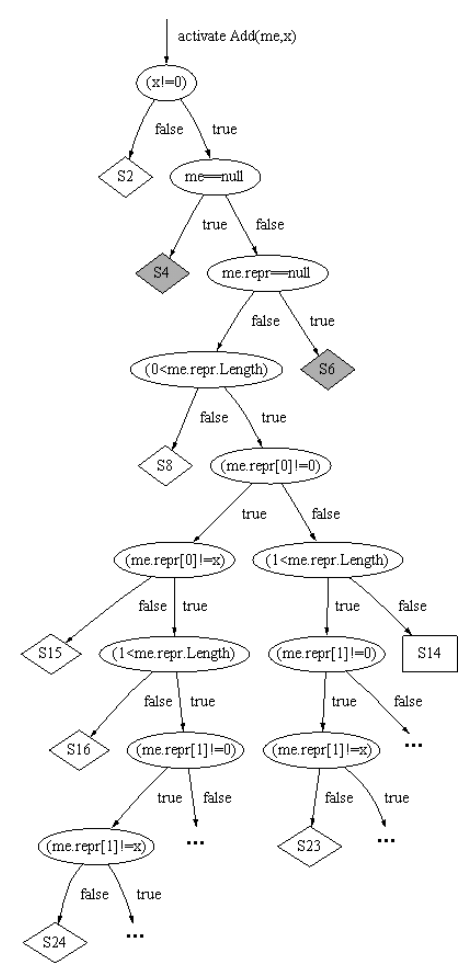 activate Add(me,x)
(x!=0)
false true
S2 me==null
true false
S4 me.repr==null
false true
(0<me.repr.Length) S6
false true
S8 (me.repr[0]!=0)
true false
(me.repr[0]!=x) (1<me.repr.Length)
false true true false
S15 (1<me.repr.Length) (me.repr[1]!=0) S14
false true true false
S16 (me.repr[1]!=0) (me.repr[1]!=x) ...
true false false true
(me.repr[1]!=x) ... S23 ...
false true
S24 ...